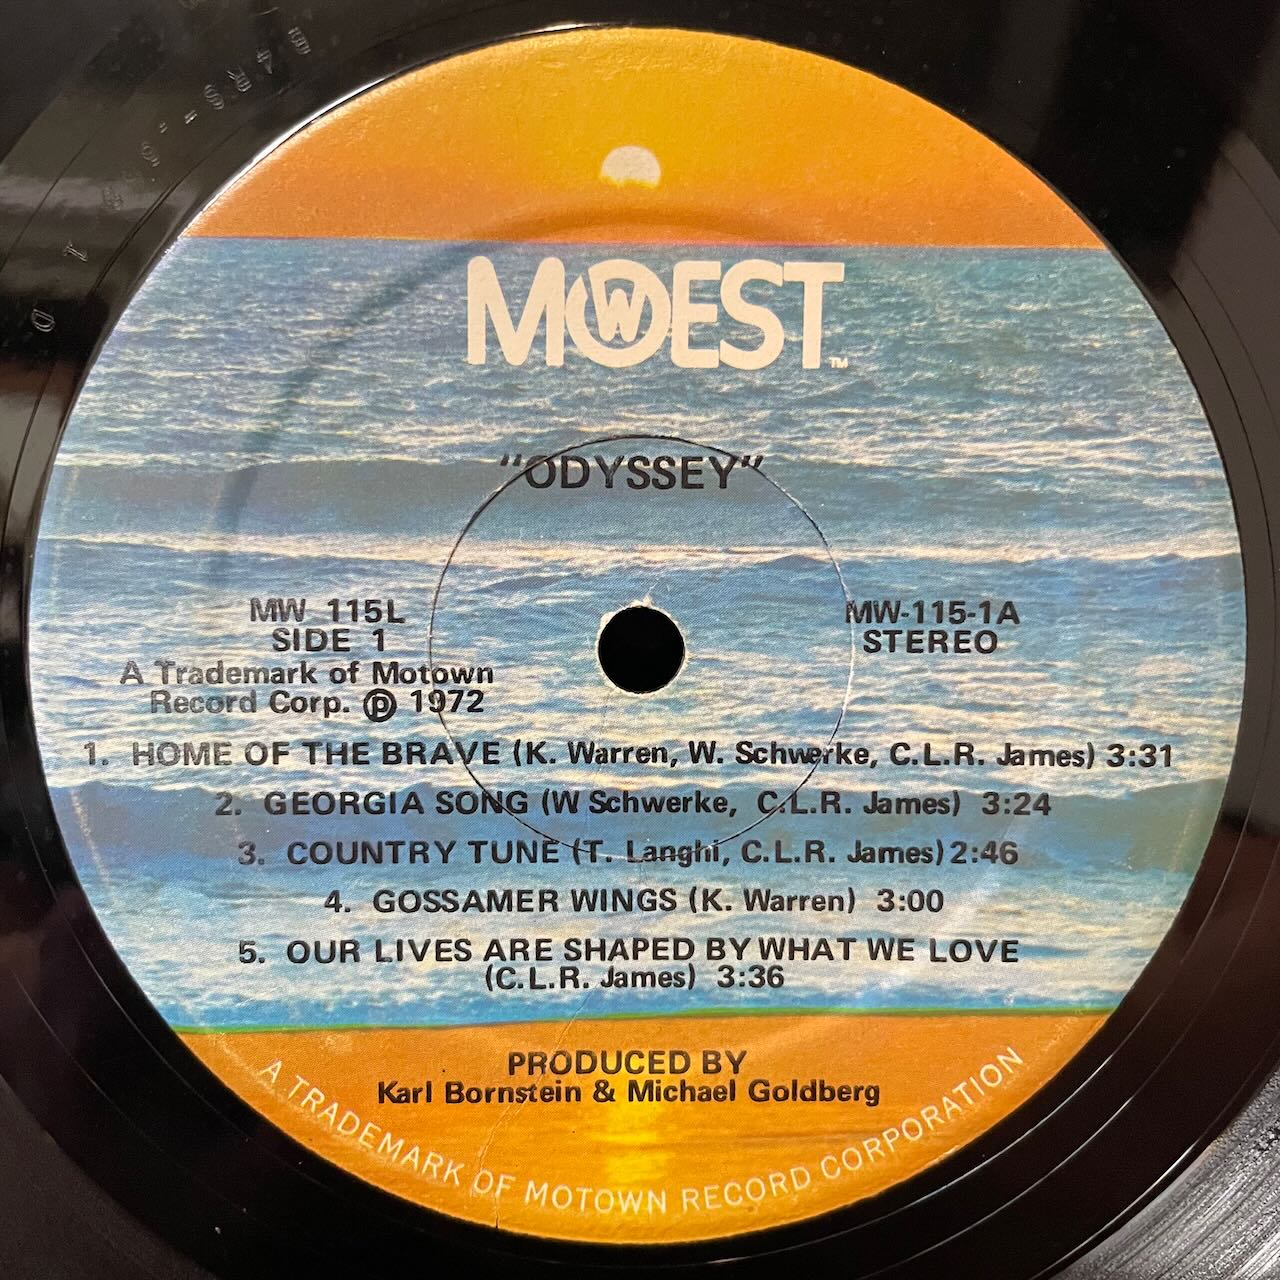 MOWEST™
"ODYSSEY"
MW 115L
SIDE 1
A Trademark of Motown
Record Corp. ℗ 1972
MW-115-1A
STEREO
1. HOME OF THE BRAVE (K. Warren, W. Schwerke, C.L.R. James) 3:31
2. GEORGIA SONG (W Schwerke, C.L.R. James) 3:24
3. COUNTRY TUNE (T. Langhi, C.L.R. James) 2:46
4. GOSSAMER WINGS (K. Warren) 3:00
5. OUR LIVES ARE SHAPED BY WHAT WE LOVE
(C.L.R. James) 3:36
PRODUCED BY
Karl Bornstein & Michael Goldberg
A TRADEMARK OF MOTOWN RECORD CORPORATION